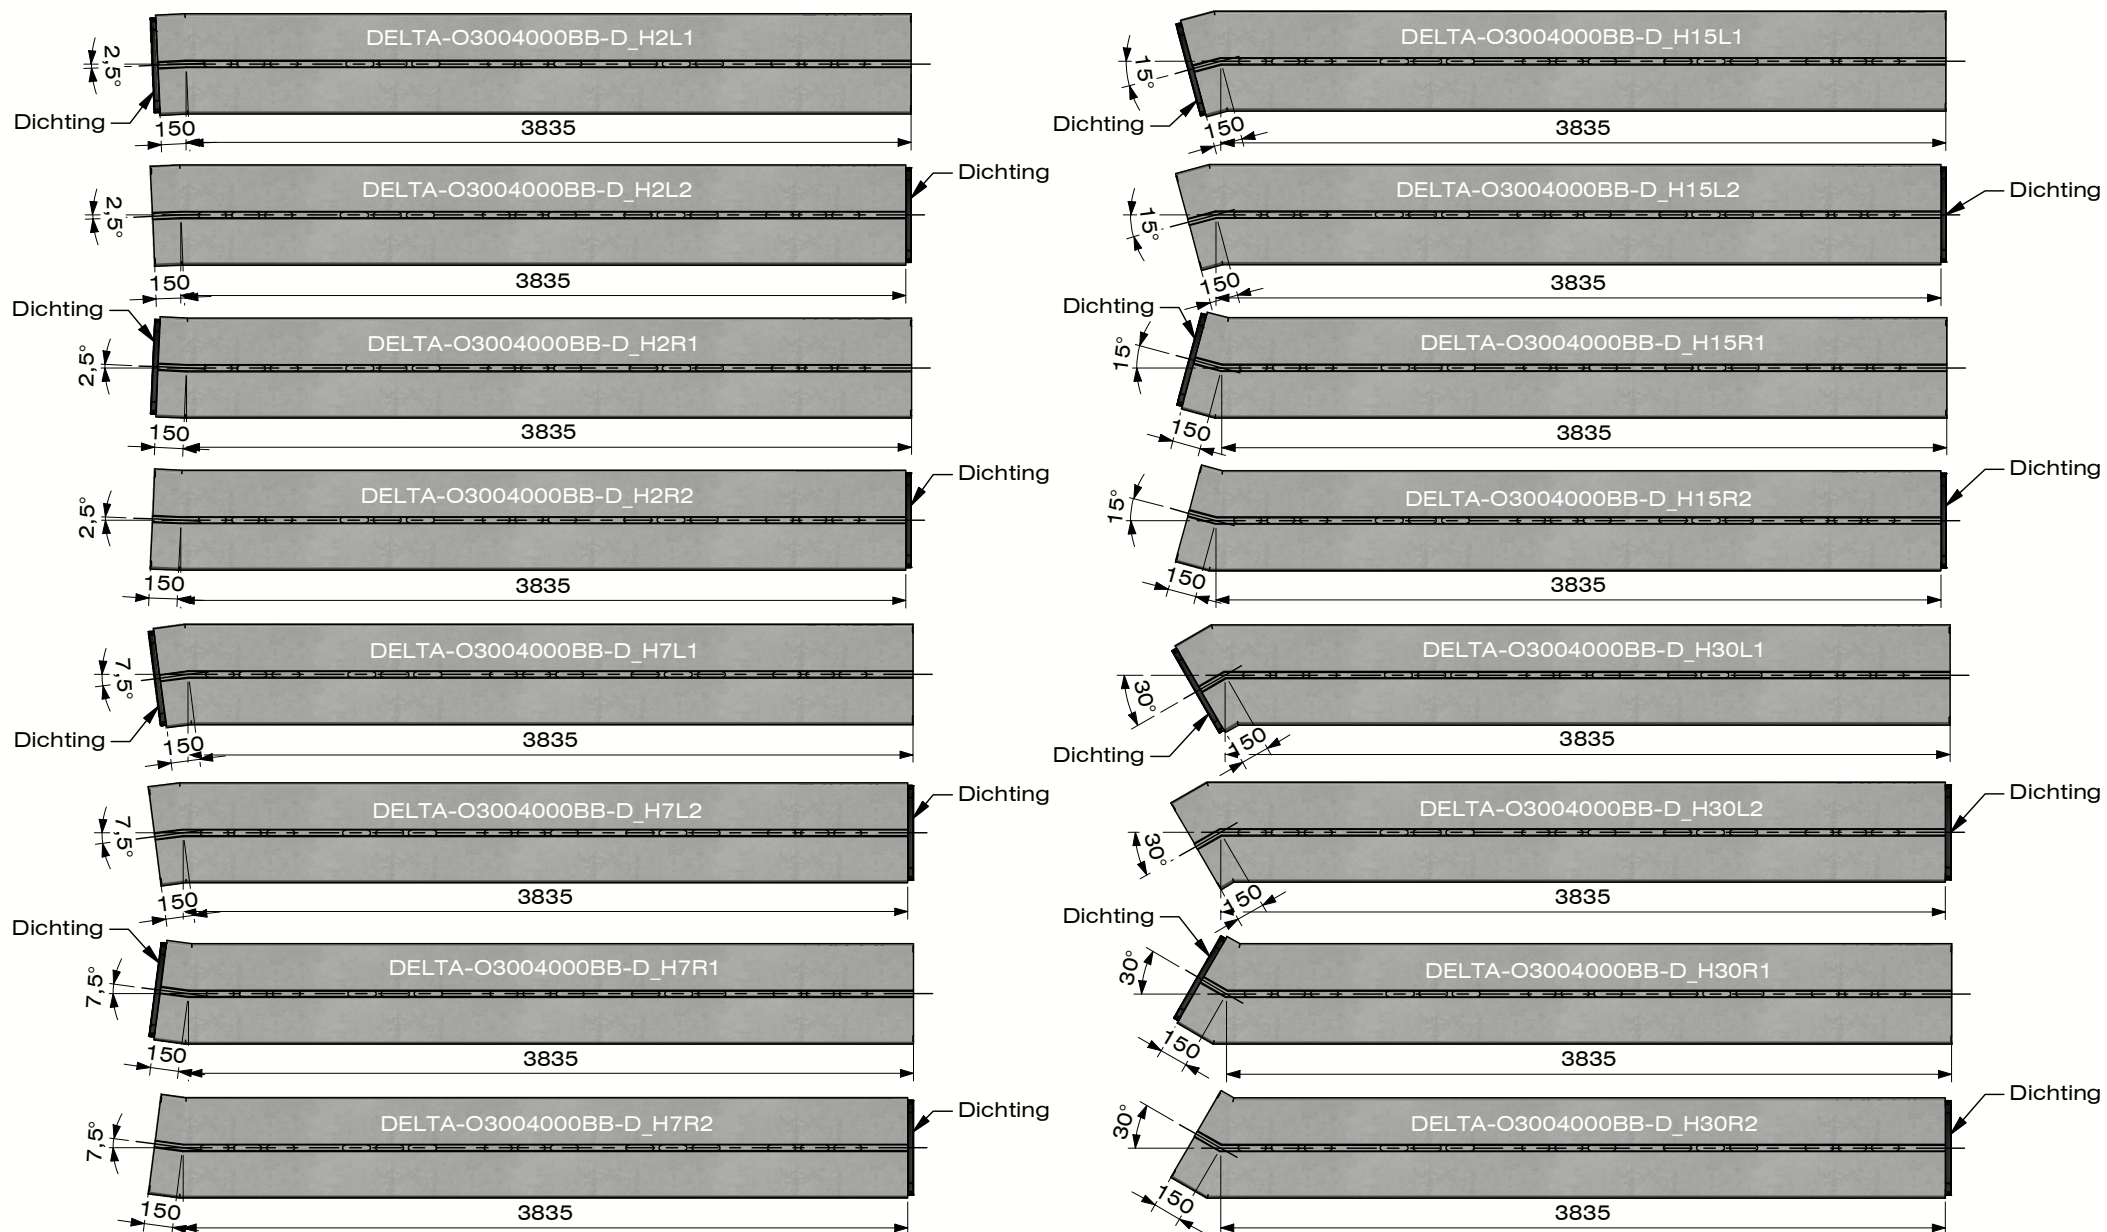 DELTA-O3004000BB-D_H2L1
2,5°
Dichting
150
3835
DELTA-O3004000BB-D_H2L2
2,5°
Dichting
150
3835
DELTA-O3004000BB-D_H2R1
Dichting
2,5°
150
3835
DELTA-O3004000BB-D_H2R2
Dichting
2,5°
150
3835
DELTA-O3004000BB-D_H7L1
7,5°
Dichting
150
3835
DELTA-O3004000BB-D_H7L2
Dichting
7,5°
150
3835
DELTA-O3004000BB-D_H7R1
Dichting
7,5°
150
3835
DELTA-O3004000BB-D_H7R2
Dichting
7,5°
150
3835
DELTA-O3004000BB-D_H15L1
15°
Dichting
150
3835
DELTA-O3004000BB-D_H15L2
Dichting
15°
150
3835
DELTA-O3004000BB-D_H15R1
Dichting
15°
150
3835
DELTA-O3004000BB-D_H15R2
Dichting
15°
150
3835
DELTA-O3004000BB-D_H30L1
30°
Dichting
150
3835
DELTA-O3004000BB-D_H30L2
Dichting
30°
150
3835
DELTA-O3004000BB-D_H30R1
Dichting
30°
150
3835
DELTA-O3004000BB-D_H30R2
Dichting
30°
150
3835